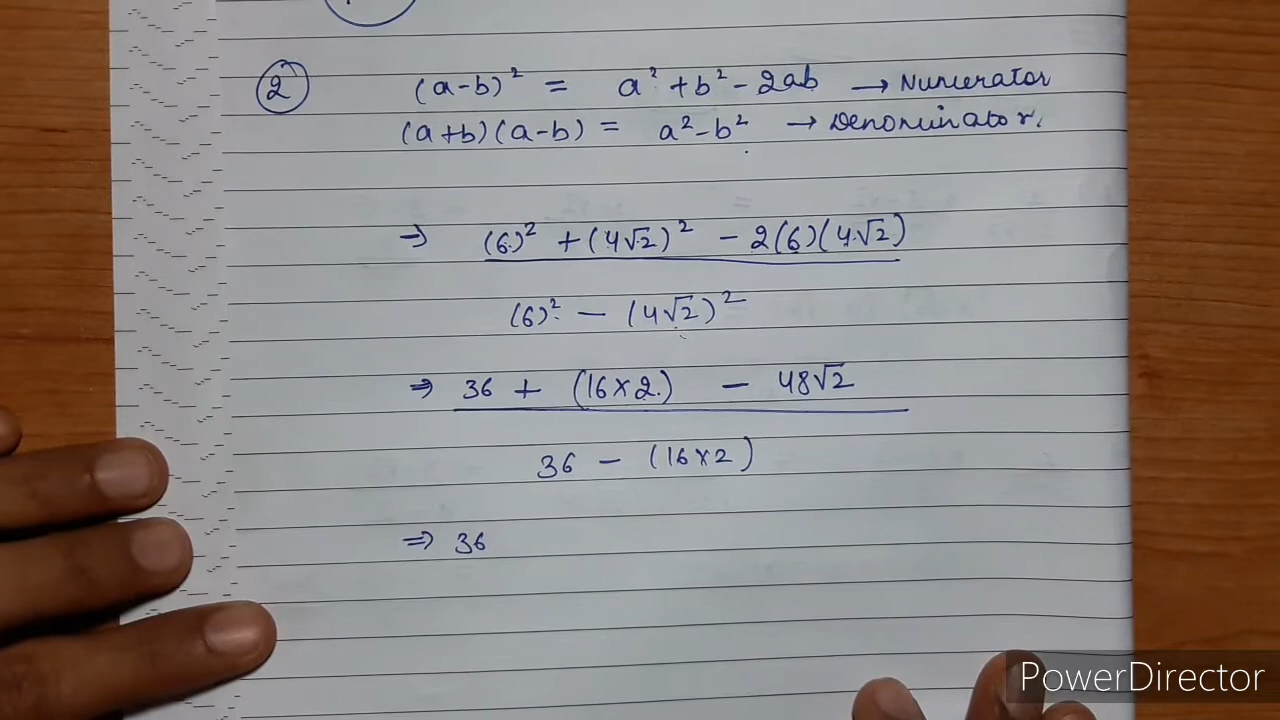 ②
(a-b)² = a² + b² - 2ab → Numerator
(a+b)(a-b) = a² - b² → Denominator.
⇒ (6)² + (4√2)² - 2(6)(4√2)
(6)² - (4√2)²
⇒ 36 + (16×2) - 48√2
36 - (16×2)
⇒ 36
PowerDirector